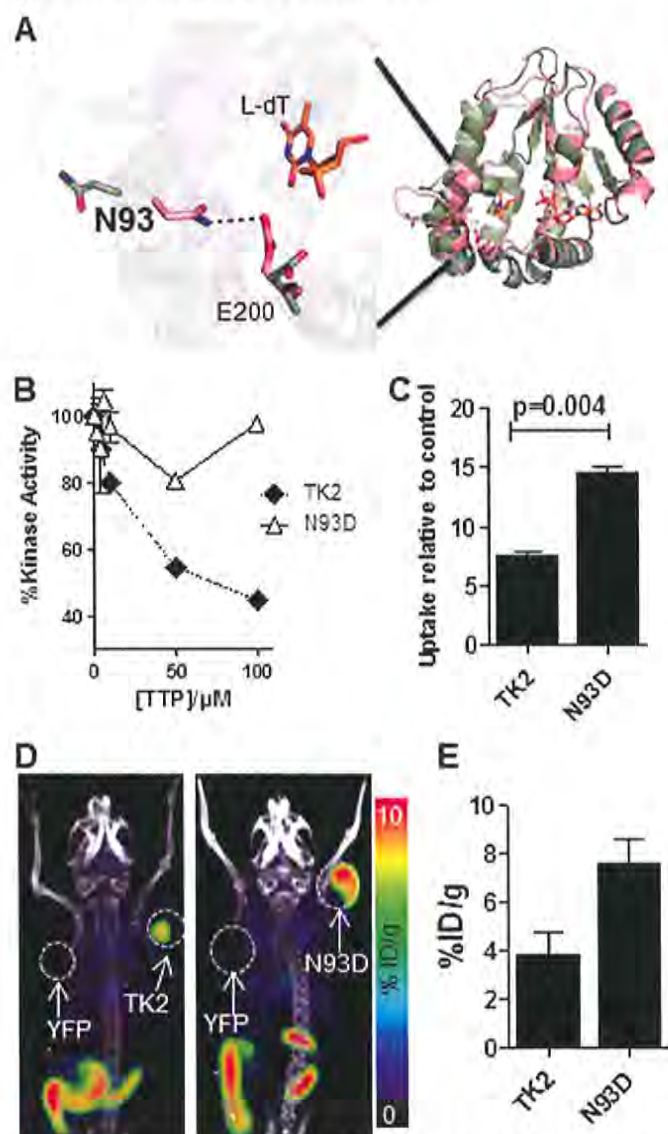 A
L-dT
N93
E200
B
100
80
60
40
0
50
100
%Kinase Activity
[TTP]/µM
TK2
N93D
C
p=0.004
20
15
10
5
0
Uptake relative to control
TK2
N93D
D
YFP
TK2
YFP
N93D
10
% ID/g
0
E
10
8
6
4
2
0
%ID/g
TK2
N93D